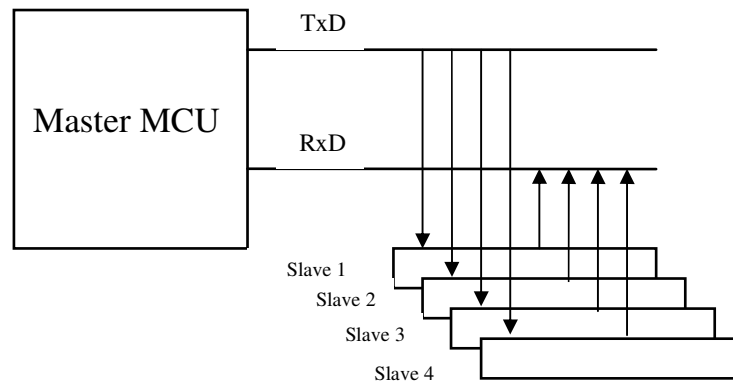 TxD
Master MCU
RxD
Slave 1
Slave 2
Slave 3
Slave 4